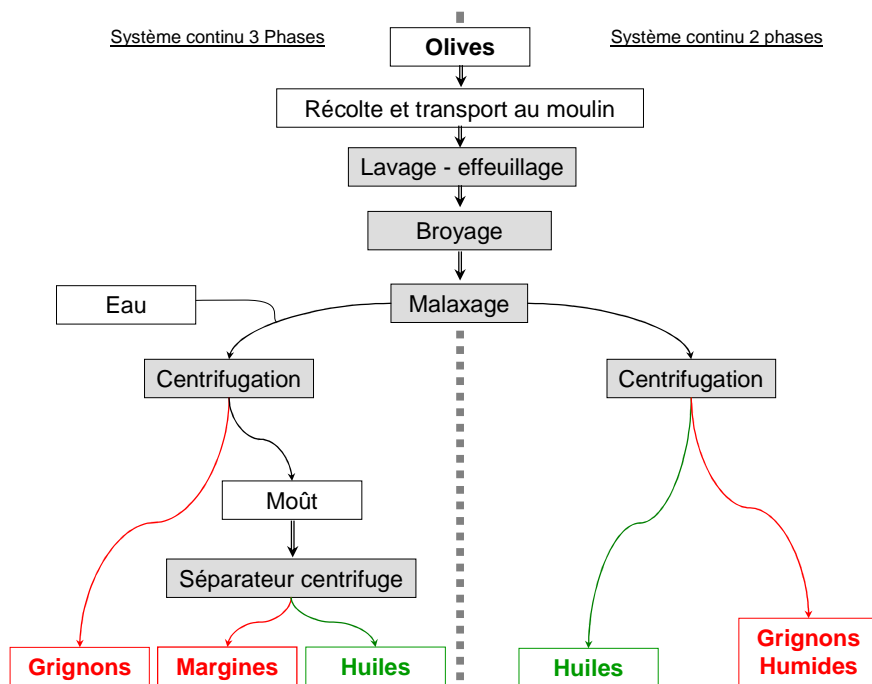 Système continu 3 Phases
Système continu 2 phases
Olives
Récolte et transport au moulin
Lavage - effeuillage
Broyage
Eau
Malaxage
Centrifugation
Centrifugation
Moût
Séparateur centrifuge
Grignons
Margines
Huiles
Huiles
Grignons
Humides